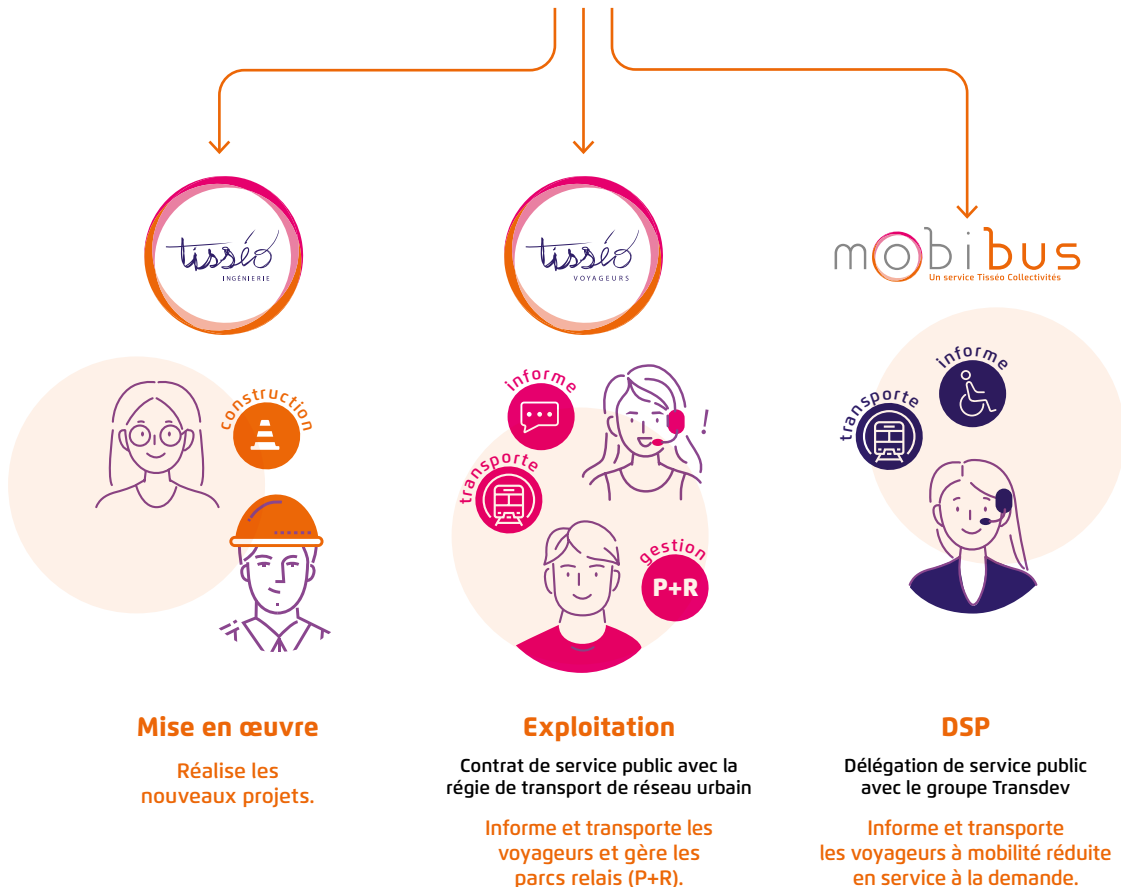 tisséo
INGÉNIERIE
tisséo
VOYAGEURS
mobibus
Un service Tisséo Collectivités
construction
informe
transporte
gestion
P+R
!
informe
transporte
Mise en œuvre
Réalise les
nouveaux projets.
Exploitation
Contrat de service public avec la
régie de transport de réseau urbain
Informe et transporte les
voyageurs et gère les
parcs relais (P+R).
DSP
Délégation de service public
avec le groupe Transdev
Informe et transporte
les voyageurs à mobilité réduite
en service à la demande.